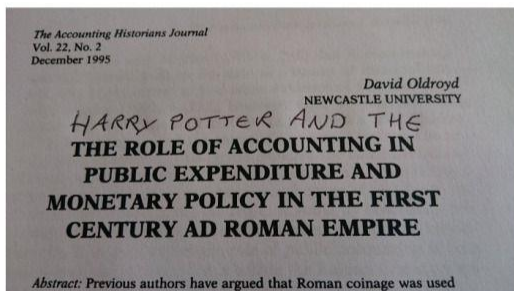 The Accounting Historians Journal
Vol. 22, No. 2
December 1995
David Oldroyd
NEWCASTLE UNIVERSITY
HARRY POTTER AND THE
THE ROLE OF ACCOUNTING IN
PUBLIC EXPENDITURE AND
MONETARY POLICY IN THE FIRST
CENTURY AD ROMAN EMPIRE
Abstract: Previous authors have argued that Roman coinage was used